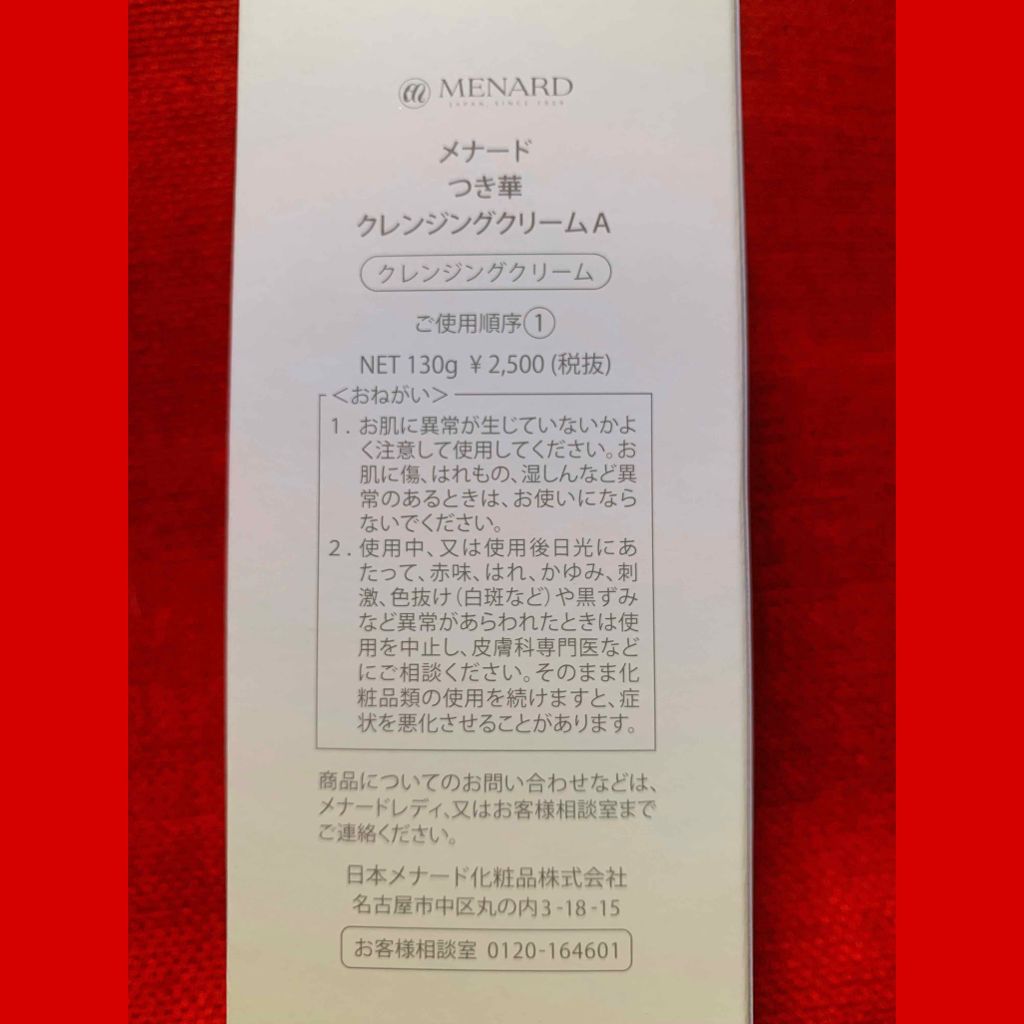 MENARD
JAPAN, SINCE 1959
メナード
つき華
クレンジングクリームA
クレンジングクリーム
ご使用順序①
NET 130g ¥2,500(税抜)
<おねがい>
1. お肌に異常が生じていないかよ
く注意して使用してください。お
肌に傷、はれもの、湿しんなど異
常のあるときは、お使いになら
ないでください。
2. 使用中、又は使用後日光にあ
たって、赤味、はれ、かゆみ、刺
激、色抜け(白斑など)や黒ずみ
など異常があらわれたときは使
用を中止し、皮膚科専門医など
にご相談ください。そのまま化
粧品類の使用を続けますと、症
状を悪化させることがあります。
商品についてのお問い合わせなどは、
メナードレディ、又はお客様相談室まで
ご連絡ください。
日本メナード化粧品株式会社
名古屋市中区丸の内3-18-15
お客様相談室 0120-164601